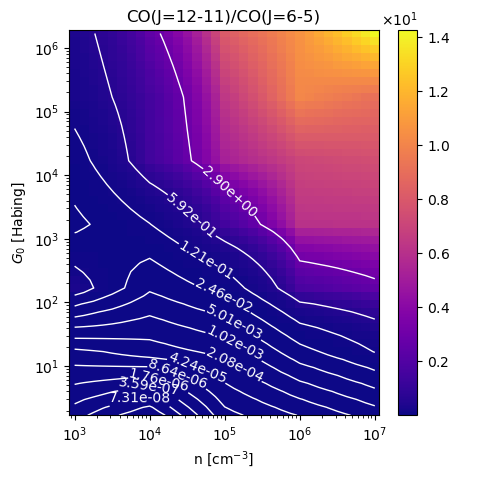 CO(J=12-11)/CO(J=6-5)
×10¹
10⁶
10⁵
10⁴
10³
10²
10¹
G₀ [Habing]
2.90e+00
5.92e-01
1.21e-01
2.46e-02
5.01e-03
1.02e-03
2.08e-04
4.24e-05
8.64e-06
1.76e-06
3.59e-07
7.31e-08
10³
10⁴
10⁵
10⁶
10⁷
n [cm⁻³]
1.4
1.2
1.0
0.8
0.6
0.4
0.2